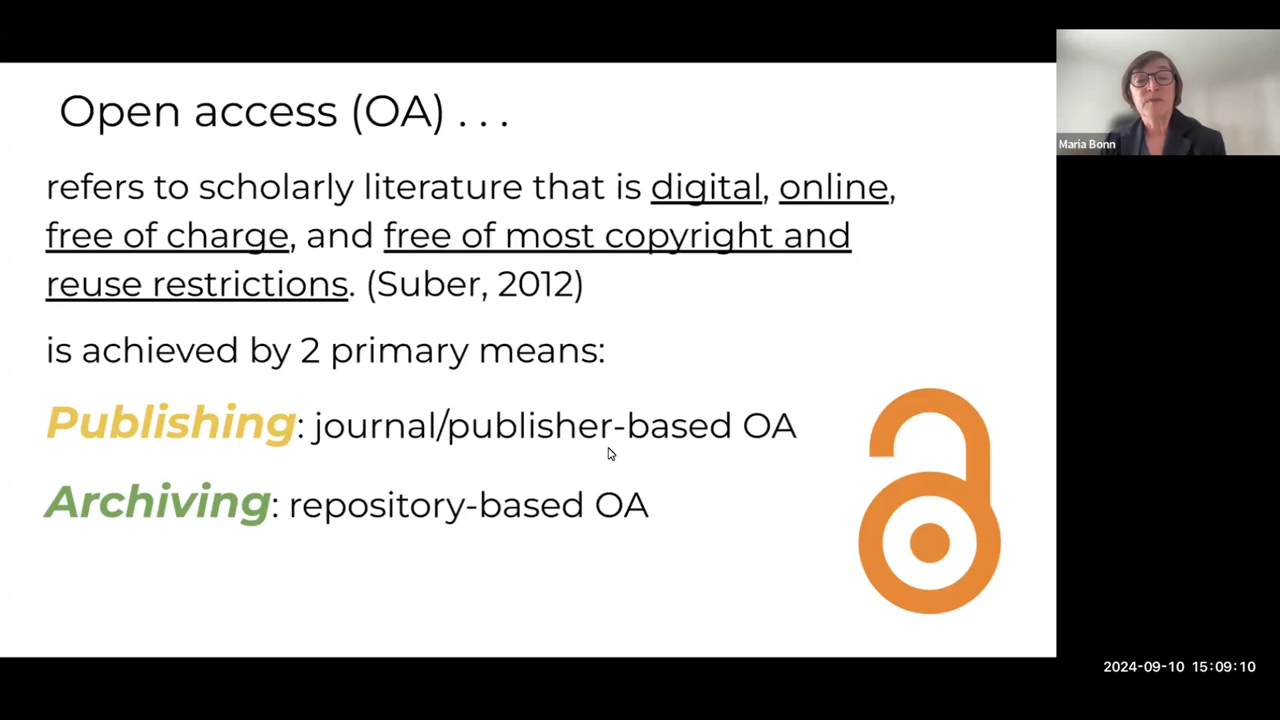 Open access (OA) . . .
refers to scholarly literature that is digital, online,
free of charge, and free of most copyright and
reuse restrictions. (Suber, 2012)
is achieved by 2 primary means:
Publishing: journal/publisher-based OA
Archiving: repository-based OA
Maria Bonn
2024-09-10 15:09:10